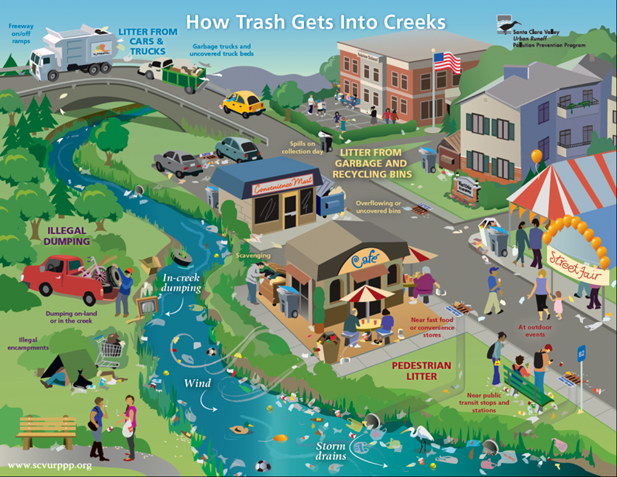 How Trash Gets Into Creeks
Santa Clara Valley
Urban Runoff
Pollution Prevention Program
Freeway
on/off
ramps
LITTER FROM
CARS &
TRUCKS
Garbage trucks and
uncovered truck beds
Spills on
collection day
LITTER FROM
GARBAGE AND
RECYCLING BINS
Convenience Mart
Overflowing or
uncovered bins
ILLEGAL
DUMPING
Scavenging
Café
Street Fair
In-creek
dumping
Dumping on-land
or in the creek
Near fast food
or convenience
stores
At outdoor
events
Illegal
encampments
PEDESTRIAN
LITTER
Wind
Near public
transit stops and
stations
Storm
drains
www.scvurppp.org